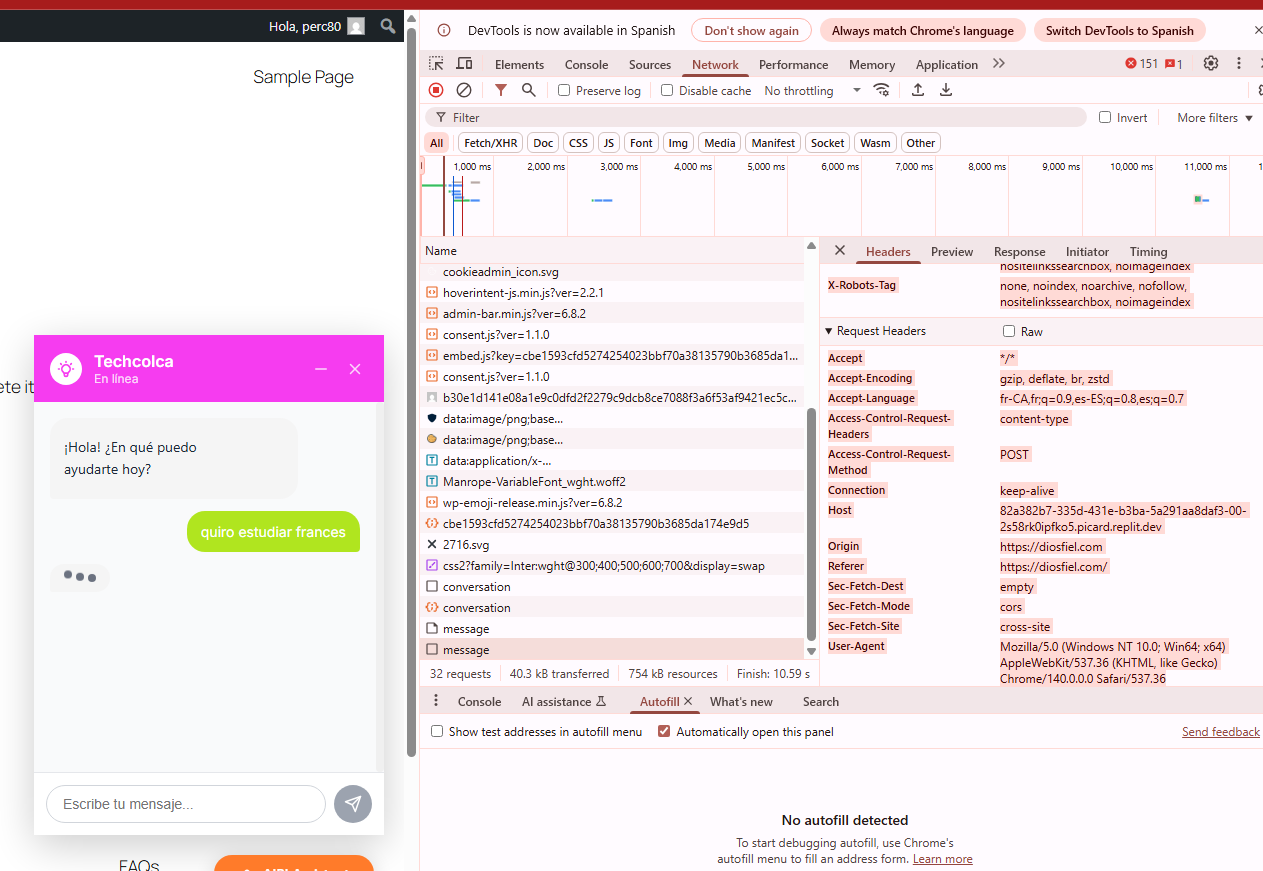 Hola, perc80
Sample Page
ete it
Techcolca
En línea
¡Hola! ¿En qué puedo
ayudarte hoy?
quiro estudiar frances
Escribe tu mensaje...
FAQs
DevTools is now available in Spanish
Don't show again
Always match Chrome's language
Switch DevTools to Spanish
Elements Console Sources Network Performance Memory Application 151 1
Preserve log Disable cache No throttling
Filter Invert More filters
All Fetch/XHR Doc CSS JS Font Img Media Manifest Socket Wasm Other
1,000 ms 2,000 ms 3,000 ms 4,000 ms 5,000 ms 6,000 ms 7,000 ms 8,000 ms 9,000 ms 10,000 ms 11,000 ms
Name
cookieadmin_icon.svg
hoverintent-js.min.js?ver=2.2.1
admin-bar.min.js?ver=6.8.2
consent.js?ver=1.1.0
embed.js?key=cbe1593cfd5274254023bbf70a38135790b3685da1...
consent.js?ver=1.1.0
b30e1d141e08a1e9c0dfd2f2279c9dcb8ce7088f3a6f53af9421ec5c...
data:image/png;base...
data:image/png;base...
data:application/x-...
Manrope-VariableFont_wght.woff2
wp-emoji-release.min.js?ver=6.8.2
cbe1593cfd5274254023bbf70a38135790b3685da174e9d5
2716.svg
css2?family=Inter:wght@300;400;500;600;700&display=swap
conversation
conversation
message
message
32 requests 40.3 kB transferred 754 kB resources Finish: 10.59 s
Headers Preview Response Initiator Timing
nositelinkssearchbox, noimageindex
X-Robots-Tag none, noindex, noarchive, nofollow,
nositelinkssearchbox, noimageindex
Request Headers Raw
Accept */*
Accept-Encoding gzip, deflate, br, zstd
Accept-Language fr-CA,fr;q=0.9,es-ES;q=0.8,es;q=0.7
Access-Control-Request- content-type
Headers
Access-Control-Request- POST
Method
Connection keep-alive
Host 82a382b7-335d-431e-b3ba-5a291aa8daf3-00-
2s58rk0ipfko5.picard.replit.dev
Origin https://diosfiel.com
Referer https://diosfiel.com/
Sec-Fetch-Dest empty
Sec-Fetch-Mode cors
Sec-Fetch-Site cross-site
User-Agent Mozilla/5.0 (Windows NT 10.0; Win64; x64)
AppleWebKit/537.36 (KHTML, like Gecko)
Chrome/140.0.0.0 Safari/537.36
Console AI assistance Autofill What's new Search
Show test addresses in autofill menu Automatically open this panel Send feedback
No autofill detected
To start debugging autofill, use Chrome's
autofill menu to fill an address form. Learn more